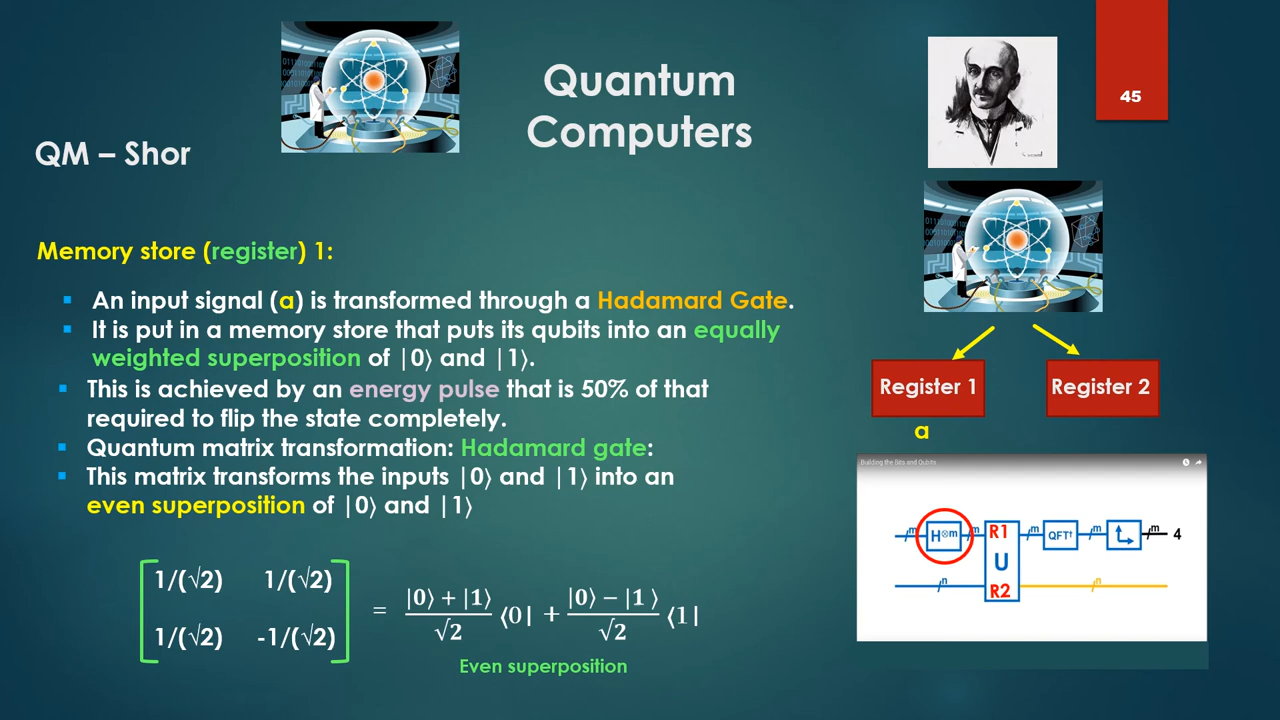 Quantum
Computers
45
QM – Shor
Memory store (register) 1:
An input signal (a) is transformed through a Hadamard Gate.
It is put in a memory store that puts its qubits into an equally
weighted superposition of |0⟩ and |1⟩.
This is achieved by an energy pulse that is 50% of that
required to flip the state completely.
Quantum matrix transformation: Hadamard gate:
This matrix transforms the inputs |0⟩ and |1⟩ into an
even superposition of |0⟩ and |1⟩
1/(√2) 1/(√2)
1/(√2) -1/(√2)
= |0⟩ + |1⟩ / √2 ⟨0| + |0⟩ − |1 ⟩ / √2 ⟨1|
Even superposition
Register 1
Register 2
a
Building the Bits and Qubits
m H⊗m m R1 m QFT† m m 4
U
n R2 n